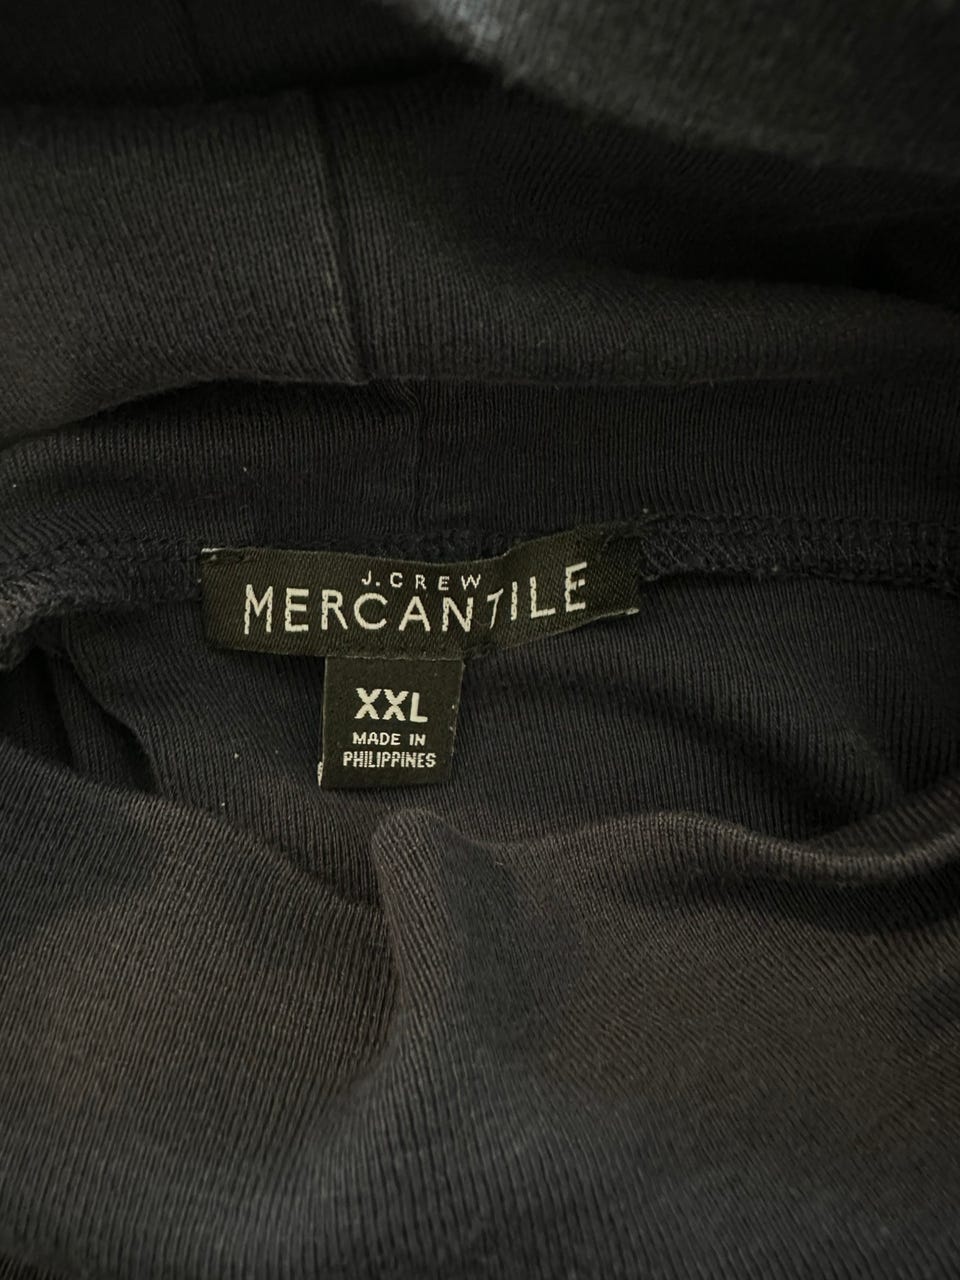 J.CREW
MERCANTILE
XXL
MADE IN
PHILIPPINES